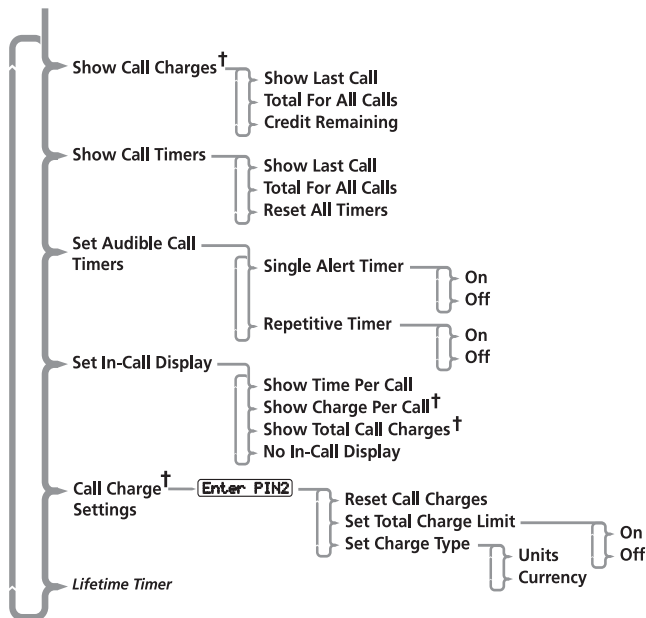 Show Call Charges†
Show Last Call
Total For All Calls
Credit Remaining
Show Call Timers
Show Last Call
Total For All Calls
Reset All Timers
Set Audible Call
Timers
Single Alert Timer
On
Off
Repetitive Timer
On
Off
Set In-Call Display
Show Time Per Call
Show Charge Per Call†
Show Total Call Charges†
No In-Call Display
Call Charge†
Settings
Enter PIN2
Reset Call Charges
Set Total Charge Limit
On
Off
Set Charge Type
Units
Currency
Lifetime Timer